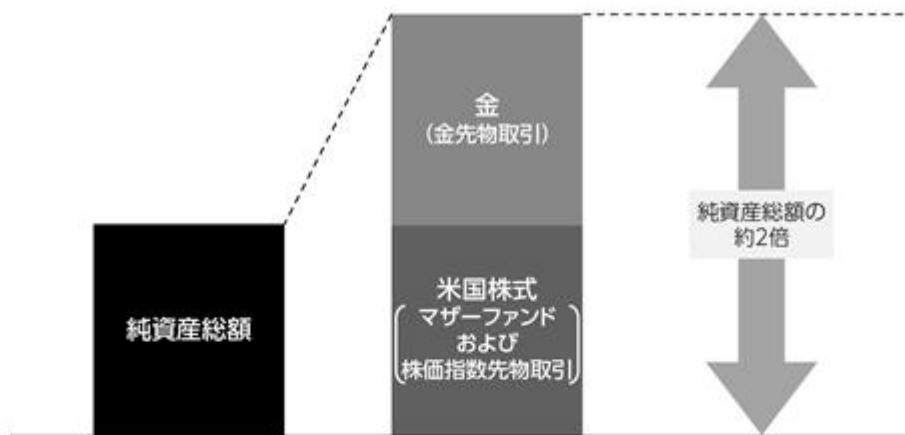 純資産総額
金
（金先物取引）
米国株式
マザーファンド
および
株価指数先物取引
純資産総額の
約2倍